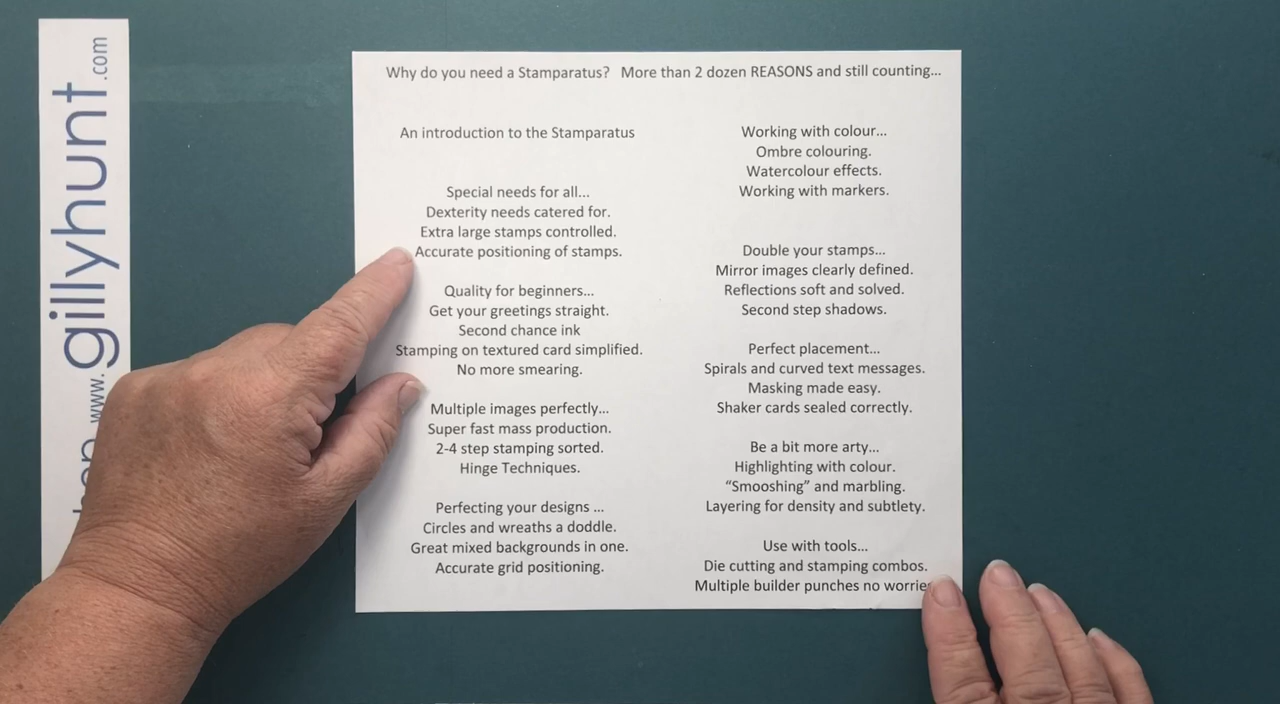 www.gillyhunt.com
Why do you need a Stamparatus? More than 2 dozen REASONS and still counting...
An introduction to the Stamparatus
Special needs for all...
Dexterity needs catered for.
Extra large stamps controlled.
Accurate positioning of stamps.
Quality for beginners...
Get your greetings straight.
Second chance ink
Stamping on textured card simplified.
No more smearing.
Multiple images perfectly...
Super fast mass production.
2-4 step stamping sorted.
Hinge Techniques.
Perfecting your designs ...
Circles and wreaths a doddle.
Great mixed backgrounds in one.
Accurate grid positioning.
Working with colour...
Ombre colouring.
Watercolour effects.
Working with markers.
Double your stamps...
Mirror images clearly defined.
Reflections soft and solved.
Second step shadows.
Perfect placement...
Spirals and curved text messages.
Masking made easy.
Shaker cards sealed correctly.
Be a bit more arty...
Highlighting with colour.
“Smooshing” and marbling.
Layering for density and subtlety.
Use with tools...
Die cutting and stamping combos.
Multiple builder punches no